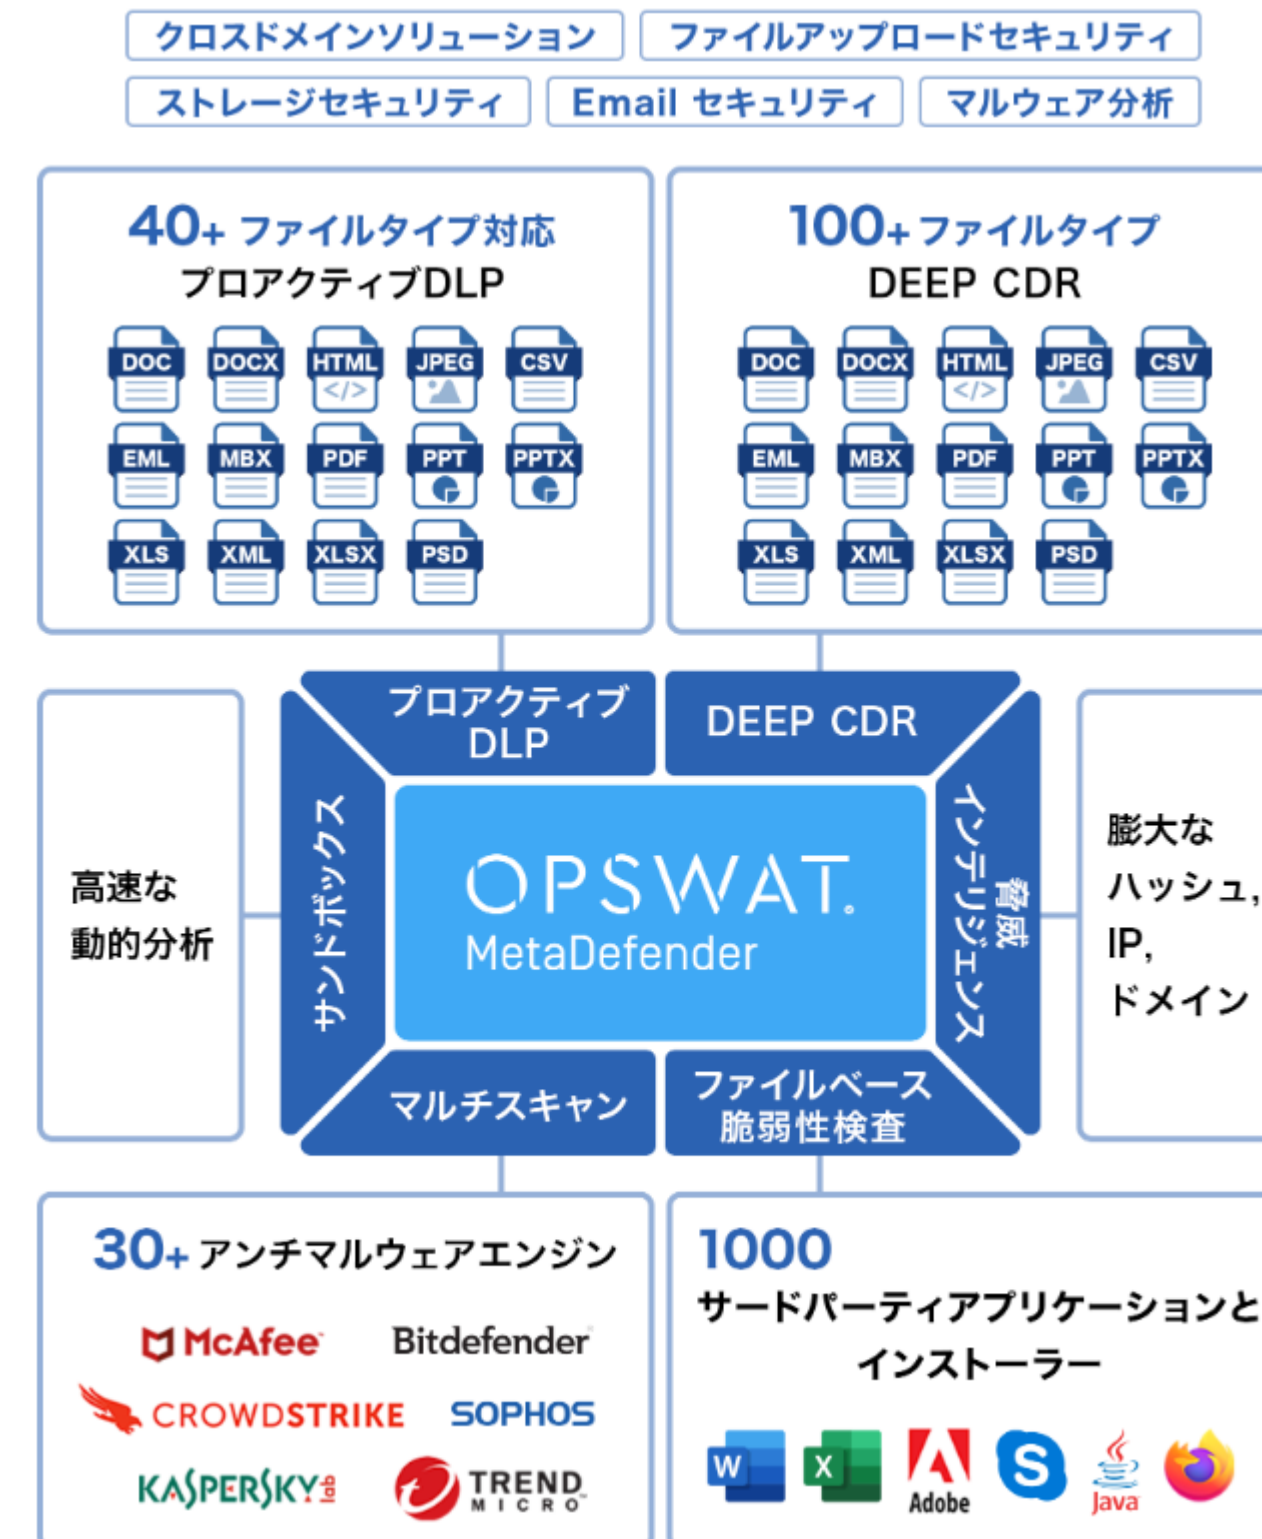 クロスドメインソリューション
ファイルアップロードセキュリティ
ストレージセキュリティ
Email セキュリティ
マルウェア分析
40+ ファイルタイプ対応
プロアクティブDLP
DOC DOCX HTML JPEG CSV
</>
EML MBX PDF PPT PPTX
XLS XML XLSX PSD
100+ファイルタイプ
DEEP CDR
DOC DOCX HTML JPEG CSV
</>
EML MBX PDF PPT PPTX
XLS XML XLSX PSD
プロアクティブ
DLP
DEEP CDR
高速な
動的分析
サンドボックス
OPSWAT.
MetaDefender
脅威
インテリジェンス
膨大な
ハッシュ,
IP,
ドメイン
マルチスキャン
ファイルベース
脆弱性検査
30+ アンチマルウェアエンジン
McAfee
Bitdefender
CROWDSTRIKE
SOPHOS
KASPERSKY lab
TREND
MICRO
1000
サードパーティアプリケーションと
インストーラー
W
X
Adobe
S
Java